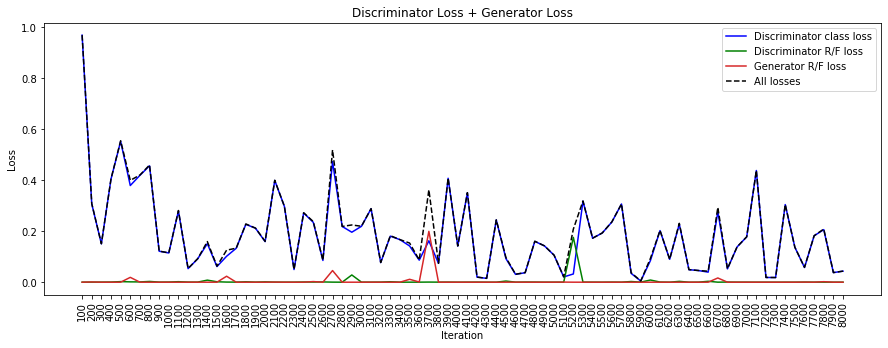 Discriminator Loss + Generator Loss
1.0
0.8
0.6
0.4
0.2
0.0
Loss
Discriminator class loss
Discriminator R/F loss
Generator R/F loss
All losses
100 200 300 400 500 600 700 800 900 1000 1100 1200 1300 1400 1500 1600 1700 1800 1900 2000 2100 2200 2300 2400 2500 2600 2700 2800 2900 3000 3100 3200 3300 3400 3500 3600 3700 3800 3900 4000 4100 4200 4300 4400 4500 4600 4700 4800 4900 5000 5100 5200 5300 5400 5500 5600 5700 5800 5900 6000 6100 6200 6300 6400 6500 6600 6700 6800 6900 7000 7100 7200 7300 7400 7500 7600 7700 7800 7900 8000
Iteration